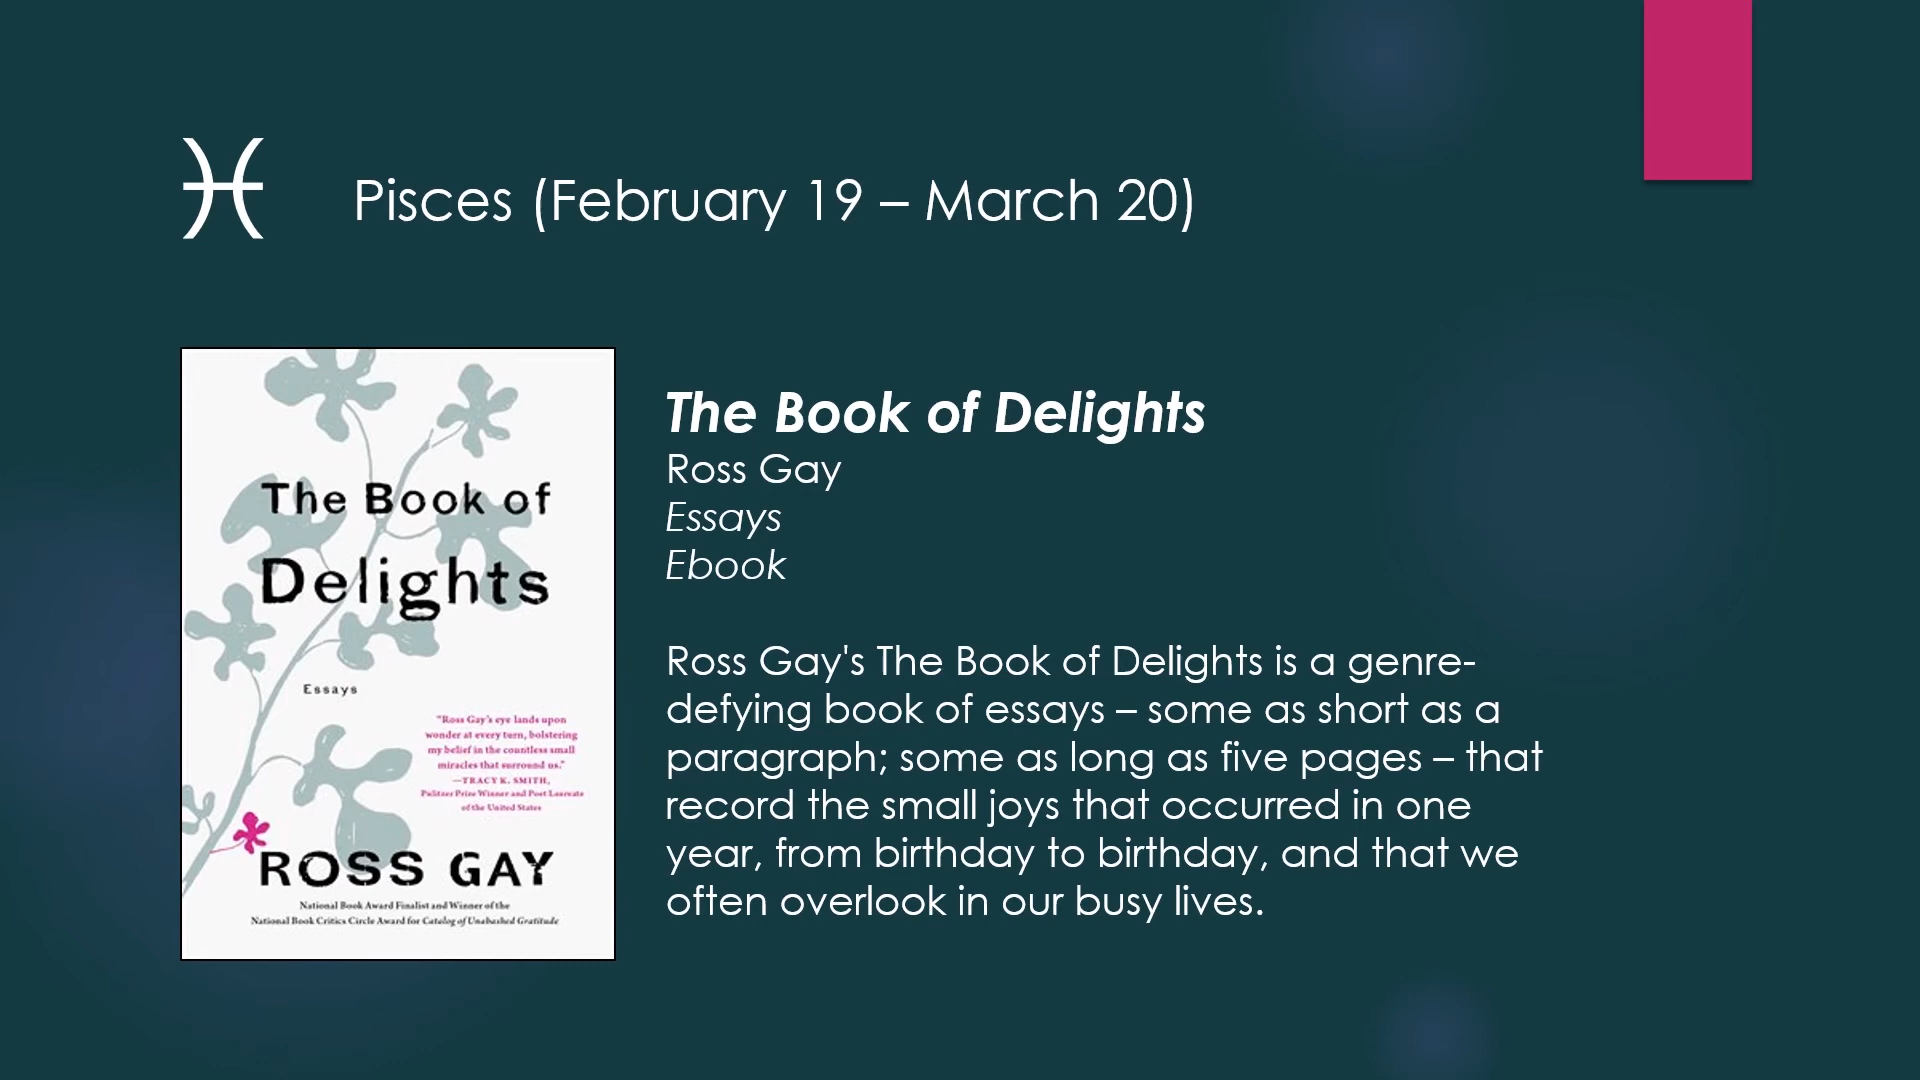 ♓ Pisces (February 19 – March 20)
The Book of
Delights
Essays
"Ross Gay's eye lands upon
wonder at every turn, bolstering
my belief in the countless small
miracles that surround us."
—TRACY K. SMITH,
Pulitzer Prize Winner and Poet Laureate
of the United States
ROSS GAY
National Book Award Finalist and Winner of the
National Book Critics Circle Award for Catalog of Unabashed Gratitude
The Book of Delights
Ross Gay
Essays
Ebook
Ross Gay's The Book of Delights is a genre-
defying book of essays – some as short as a
paragraph; some as long as five pages – that
record the small joys that occurred in one
year, from birthday to birthday, and that we
often overlook in our busy lives.